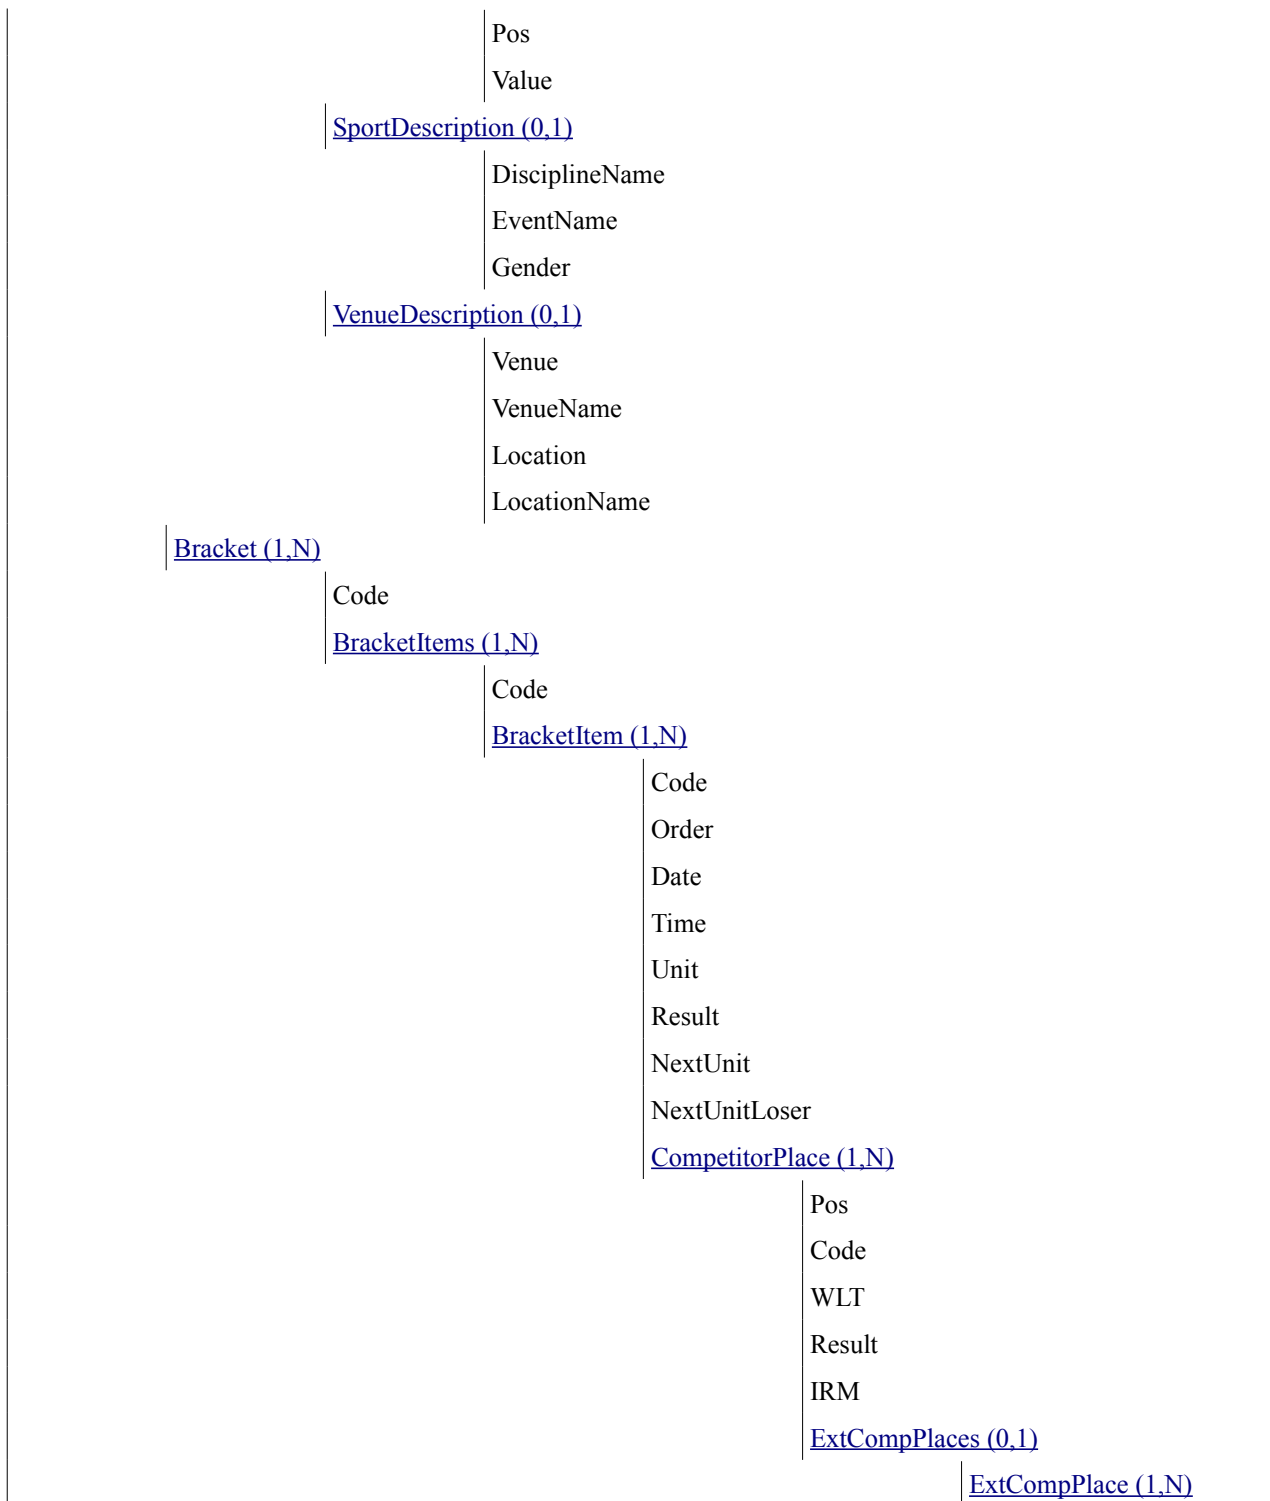 Pos
Value
SportDescription (0,1)
DisciplineName
EventName
Gender
VenueDescription (0,1)
Venue
VenueName
Location
LocationName
Bracket (1,N)
Code
BracketItems (1,N)
Code
BracketItem (1,N)
Code
Order
Date
Time
Unit
Result
NextUnit
NextUnitLoser
CompetitorPlace (1,N)
Pos
Code
WLT
Result
IRM
ExtCompPlaces (0,1)
ExtCompPlace (1,N)